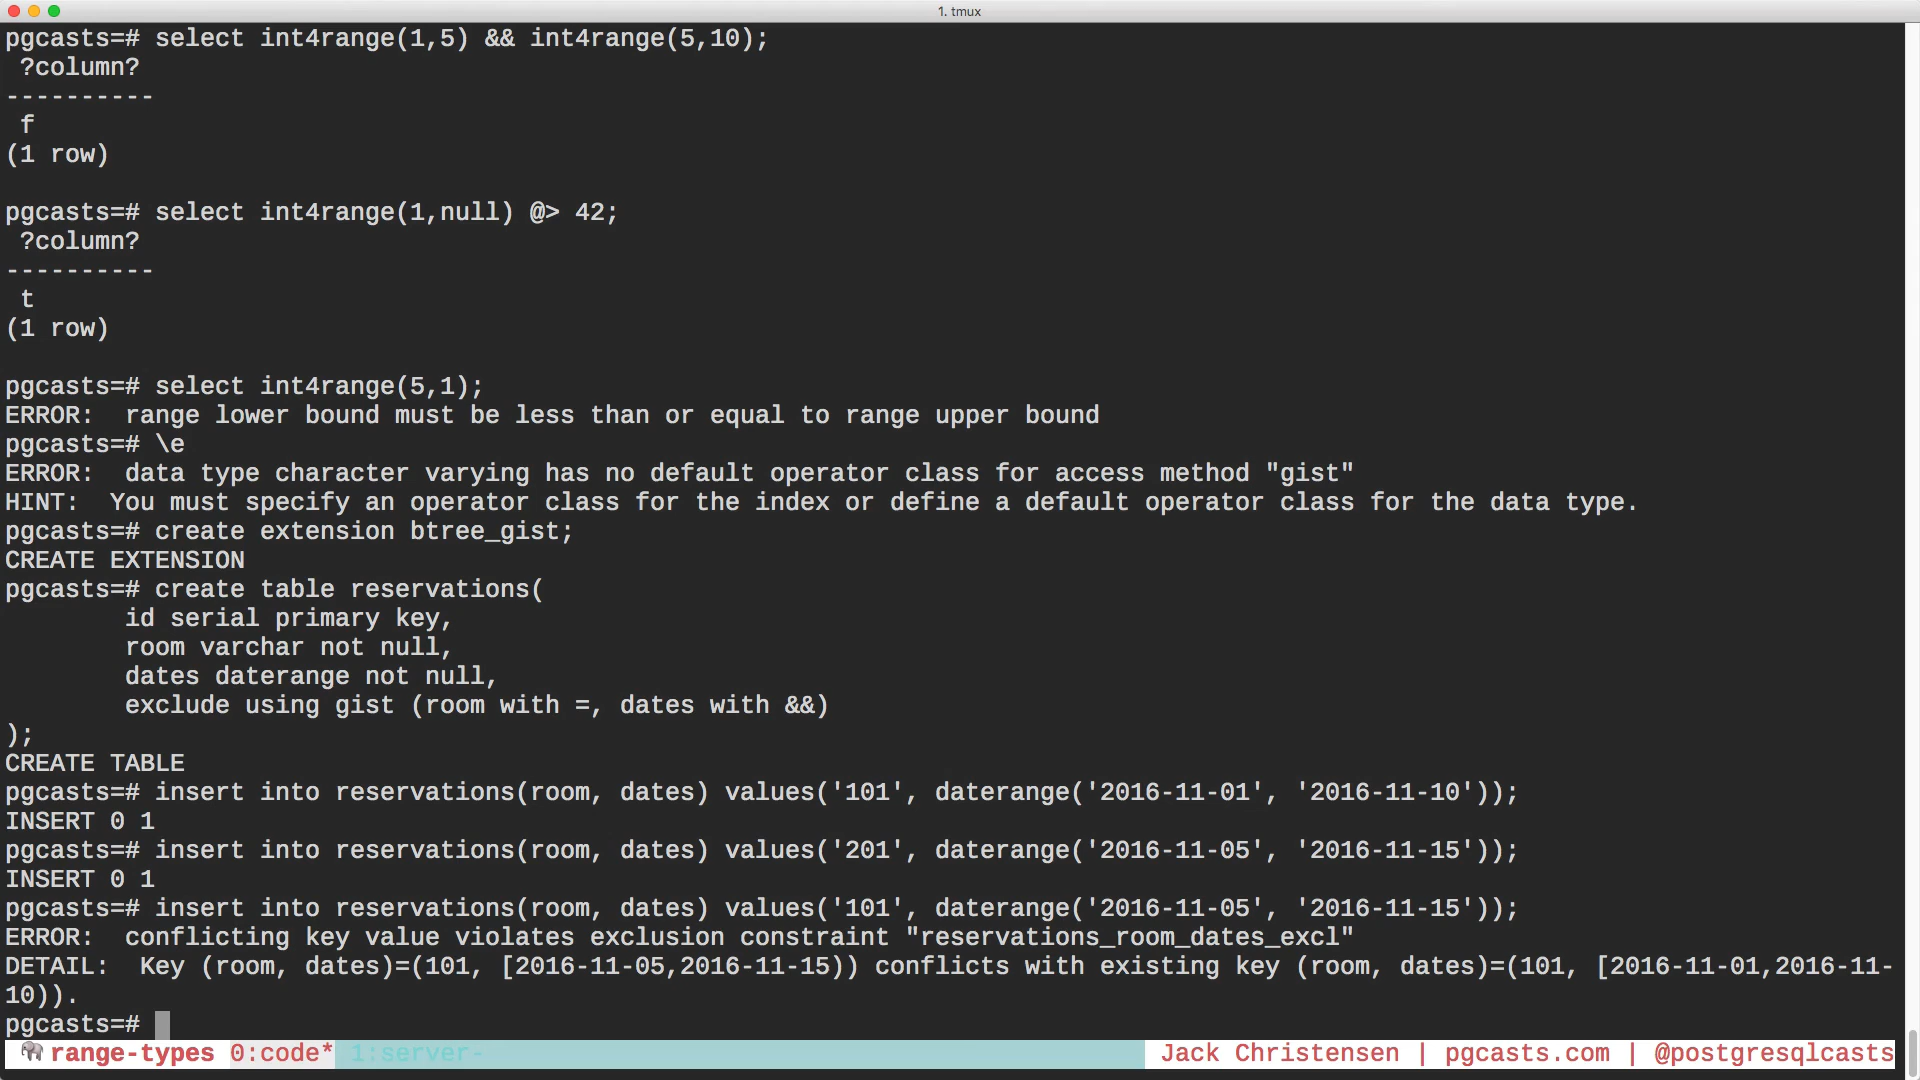 1. tmux
pgcasts=# select int4range(1,5) && int4range(5,10);
 ?column?
----------
 f
(1 row)
pgcasts=# select int4range(1,null) @> 42;
 ?column?
----------
 t
(1 row)
pgcasts=# select int4range(5,1);
ERROR:  range lower bound must be less than or equal to range upper bound
pgcasts=# \e
ERROR:  data type character varying has no default operator class for access method "gist"
HINT:  You must specify an operator class for the index or define a default operator class for the data type.
pgcasts=# create extension btree_gist;
CREATE EXTENSION
pgcasts=# create table reservations(
        id serial primary key,
        room varchar not null,
        dates daterange not null,
        exclude using gist (room with =, dates with &&)
);
CREATE TABLE
pgcasts=# insert into reservations(room, dates) values('101', daterange('2016-11-01', '2016-11-10'));
INSERT 0 1
pgcasts=# insert into reservations(room, dates) values('201', daterange('2016-11-05', '2016-11-15'));
INSERT 0 1
pgcasts=# insert into reservations(room, dates) values('101', daterange('2016-11-05', '2016-11-15'));
ERROR:  conflicting key value violates exclusion constraint "reservations_room_dates_excl"
DETAIL:  Key (room, dates)=(101, [2016-11-05,2016-11-15)) conflicts with existing key (room, dates)=(101, [2016-11-01,2016-11-
10)).
pgcasts=#
range-types 0:code* 1:server- Jack Christensen | pgcasts.com | @postgresqlcasts